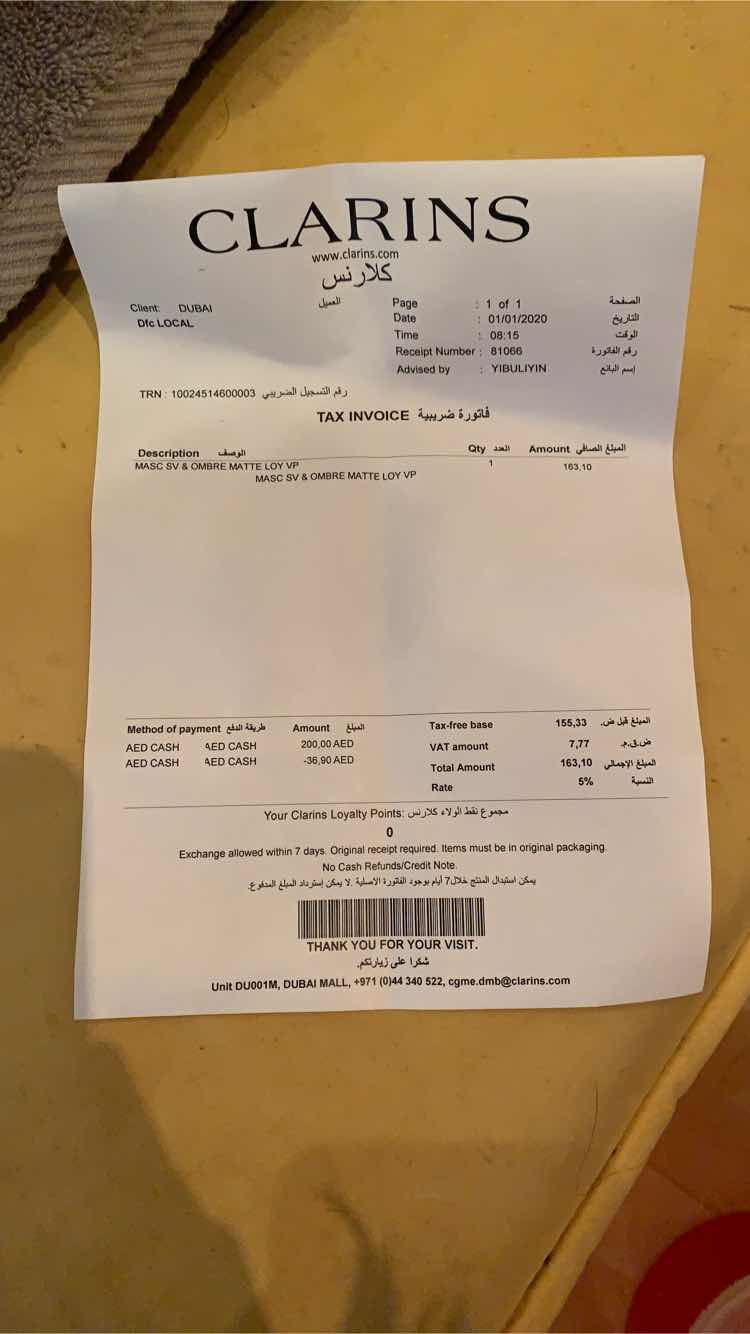 CLARINS
www.clarins.com
كلارنس
Client: DUBAI العميل
Dfc LOCAL
Page : 1 of 1 الصفحة
Date : 01/01/2020 التاريخ
Time : 08:15 الوقت
Receipt Number : 81066 رقم الفاتورة
Advised by : YIBULIYIN إسم البائع
TRN : 10024514600003 رقم التسجيل الضريبي
TAX INVOICE فاتورة ضريبية
Description الوصف Qty العدد Amount المبلغ الصافي
MASC SV & OMBRE MATTE LOY VP 1 163,10
MASC SV & OMBRE MATTE LOY VP
Method of payment طريقة الدفع Amount المبلغ
AED CASH AED CASH 200,00 AED
AED CASH AED CASH -36,90 AED
Tax-free base 155,33 المبلغ قبل ض.
VAT amount 7,77 ض.ق.م.
Total Amount 163,10 المبلغ الإجمالي
Rate 5% النسبة
Your Clarins Loyalty Points: مجموع نقط الولاء كلارنس
0
Exchange allowed within 7 days. Original receipt required. Items must be in original packaging.
No Cash Refunds/Credit Note.
يمكن استبدال المنتج خلال7 أيام بوجود الفاتورة الاصلية .لا يمكن إسترداد المبلغ المدفوع.
THANK YOU FOR YOUR VISIT.
شكرا على زيارتكم.
Unit DU001M, DUBAI MALL, +971 (0)44 340 522, cgme.dmb@clarins.com